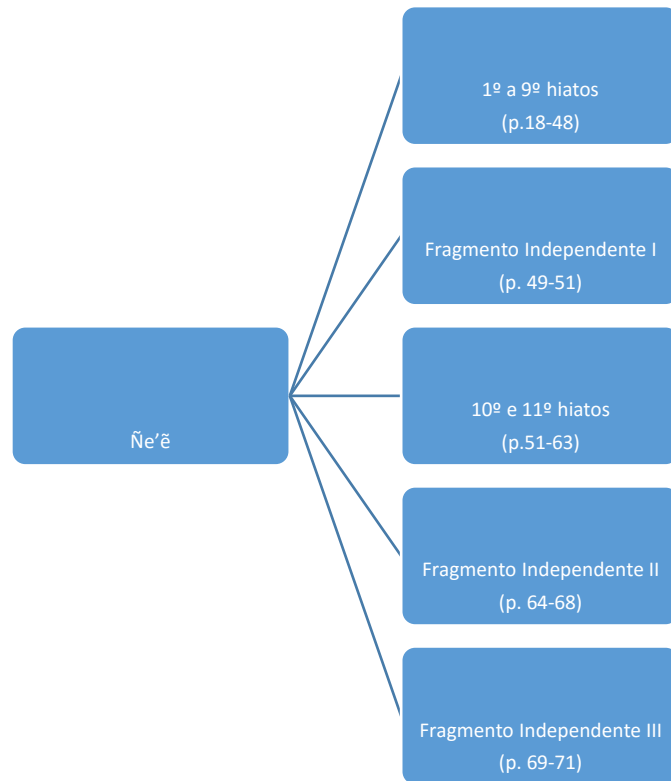 1º a 9º hiatos
(p.18-48)
Fragmento Independente I
(p. 49-51)
Ñe’ẽ
10º e 11º hiatos
(p.51-63)
Fragmento Independente II
(p. 64-68)
Fragmento Independente III
(p. 69-71)